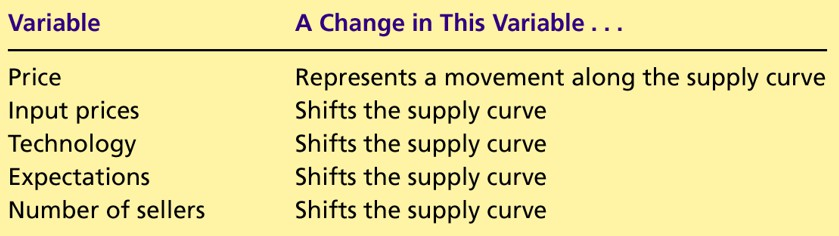 Variable A Change in This Variable . . .
Price Represents a movement along the supply curve
Input prices Shifts the supply curve
Technology Shifts the supply curve
Expectations Shifts the supply curve
Number of sellers Shifts the supply curve